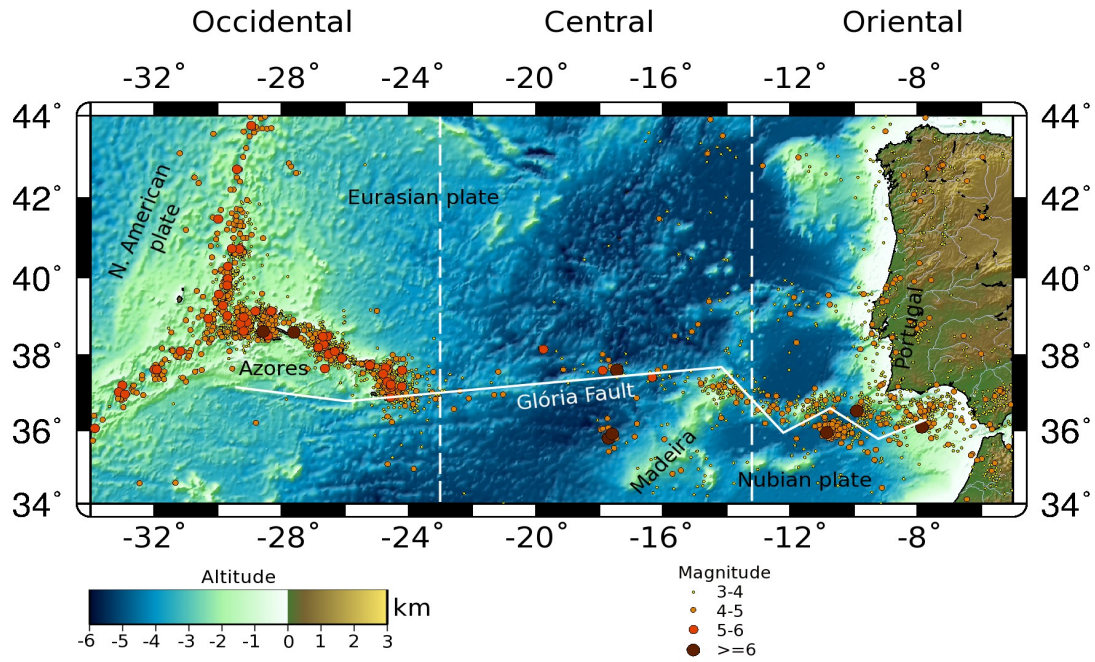 Occidental Central Oriental
-32° -28° -24° -20° -16° -12° -8°
44° 44°
42° 42°
40° 40°
38° 38°
36° 36°
34° 34°
N. American
plate
Eurasian plate
Portugal
Azores
Glória Fault
Madeira
Nubian plate
-32° -28° -24° -20° -16° -12° -8°
Altitude
km
-6 -5 -4 -3 -2 -1 0 1 2 3
Magnitude
3-4
4-5
5-6
>=6